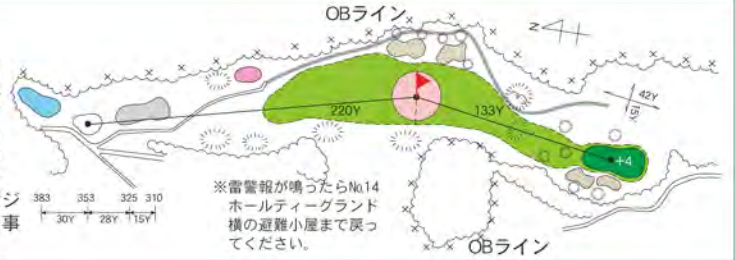 OBライン
N
42Y
15Y
220Y
133Y
+4
ジ
事
383 353 325 310
30Y 28Y 15Y
※雷警報が鳴ったらNo.14
ホールティーグランド
横の避難小屋まで戻っ
てください。
OBライン